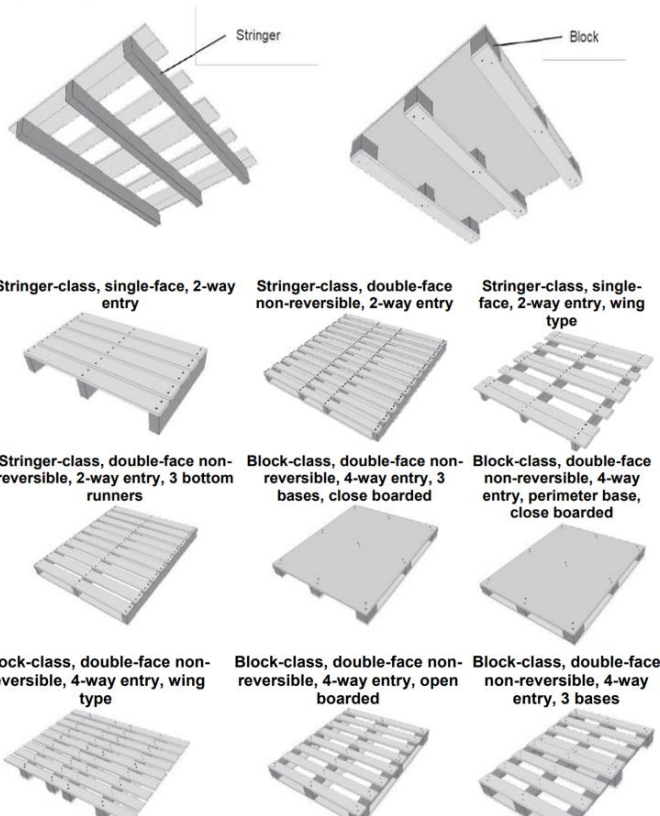 Stringer
Block
Stringer-class, single-face, 2-way
entry
Stringer-class, double-face
non-reversible, 2-way entry
Stringer-class, single-
face, 2-way entry, wing
type
Stringer-class, double-face non-
reversible, 2-way entry, 3 bottom
runners
Block-class, double-face non-
reversible, 4-way entry, 3
bases, close boarded
Block-class, double-face
non-reversible, 4-way
entry, perimeter base,
close boarded
ock-class, double-face non-
eversible, 4-way entry, wing
type
Block-class, double-face non-
reversible, 4-way entry, open
boarded
Block-class, double-face
non-reversible, 4-way
entry, 3 bases